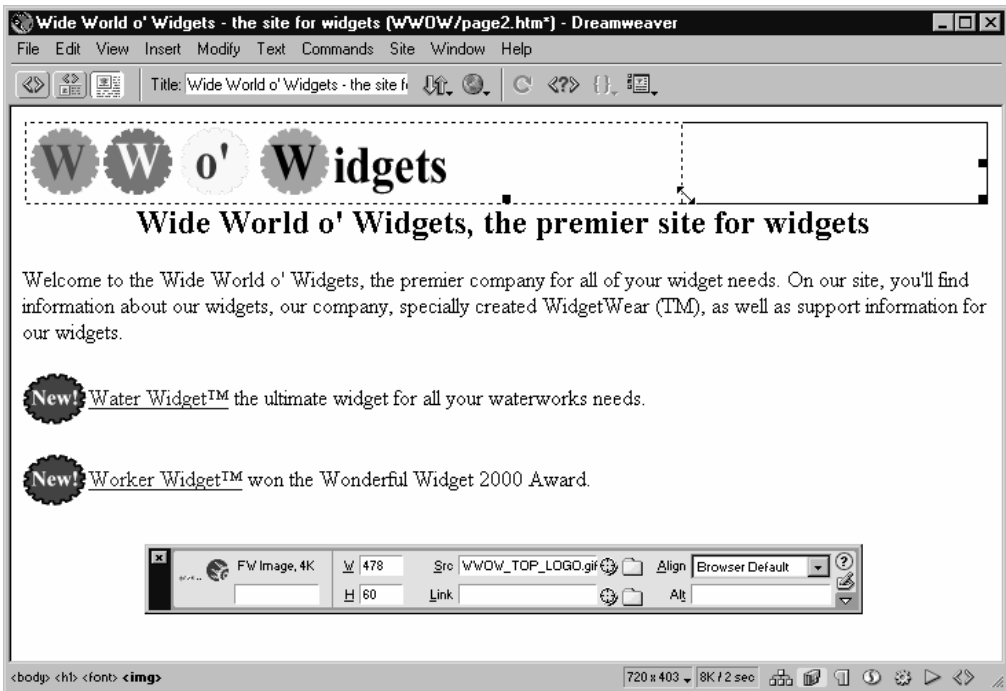 Wide World o' Widgets - the site for widgets (WWOW/page2.htm*) - Dreamweaver
File Edit View Insert Modify Text Commands Site Window Help
Title: Wide World o' Widgets - the site f
W W o' Widgets
Wide World o' Widgets, the premier site for widgets
Welcome to the Wide World o' Widgets, the premier company for all of your widget needs. On our site, you'll find
information about our widgets, our company, specially created WidgetWear (TM), as well as support information for
our widgets.
New! Water Widget™ the ultimate widget for all your waterworks needs.
New! Worker Widget™ won the Wonderful Widget 2000 Award.
FW Image, 4K W 478 Src WWOW_TOP_LOGO.gif Align Browser Default
H 60 Link Alt
<body> <h1> <font> <img> 720 x 403 8K / 2 sec